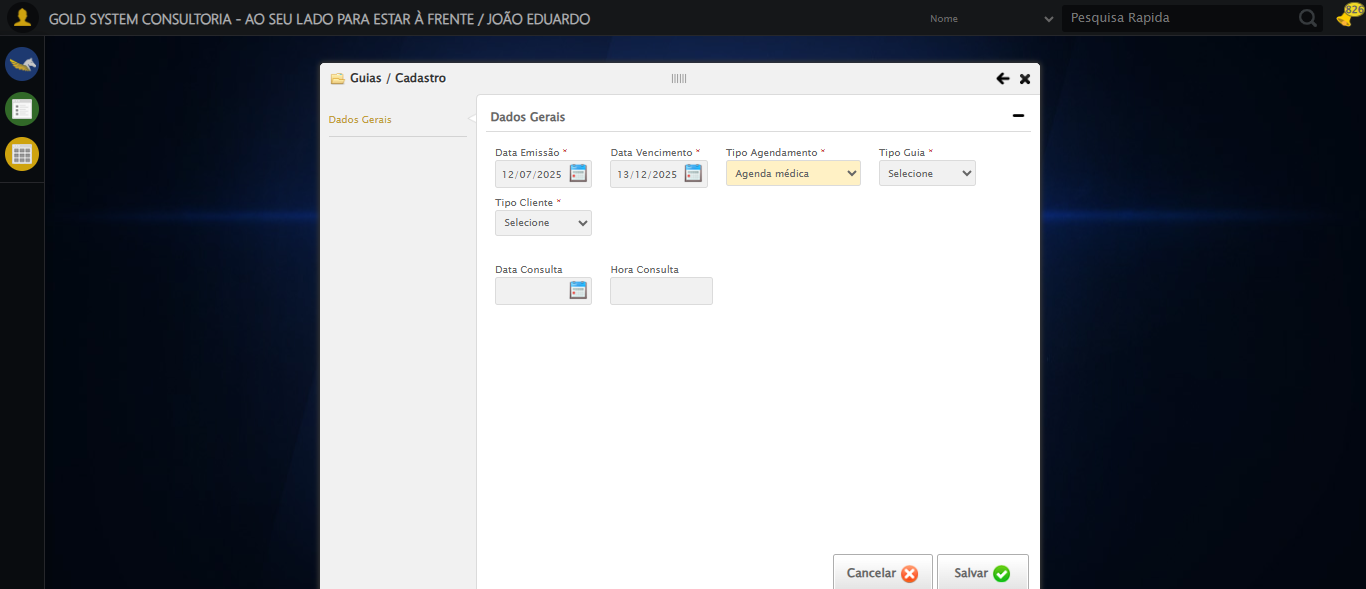 GOLD SYSTEM CONSULTORIA - AO SEU LADO PARA ESTAR À FRENTE / JOÃO EDUARDO
Nome
Pesquisa Rapida
826
Guias / Cadastro
Dados Gerais
Dados Gerais
Data Emissão * Data Vencimento * Tipo Agendamento * Tipo Guia *
12/07/2025 13/12/2025 Agenda médica Selecione
Tipo Cliente *
Selecione
Data Consulta Hora Consulta
Cancelar Salvar